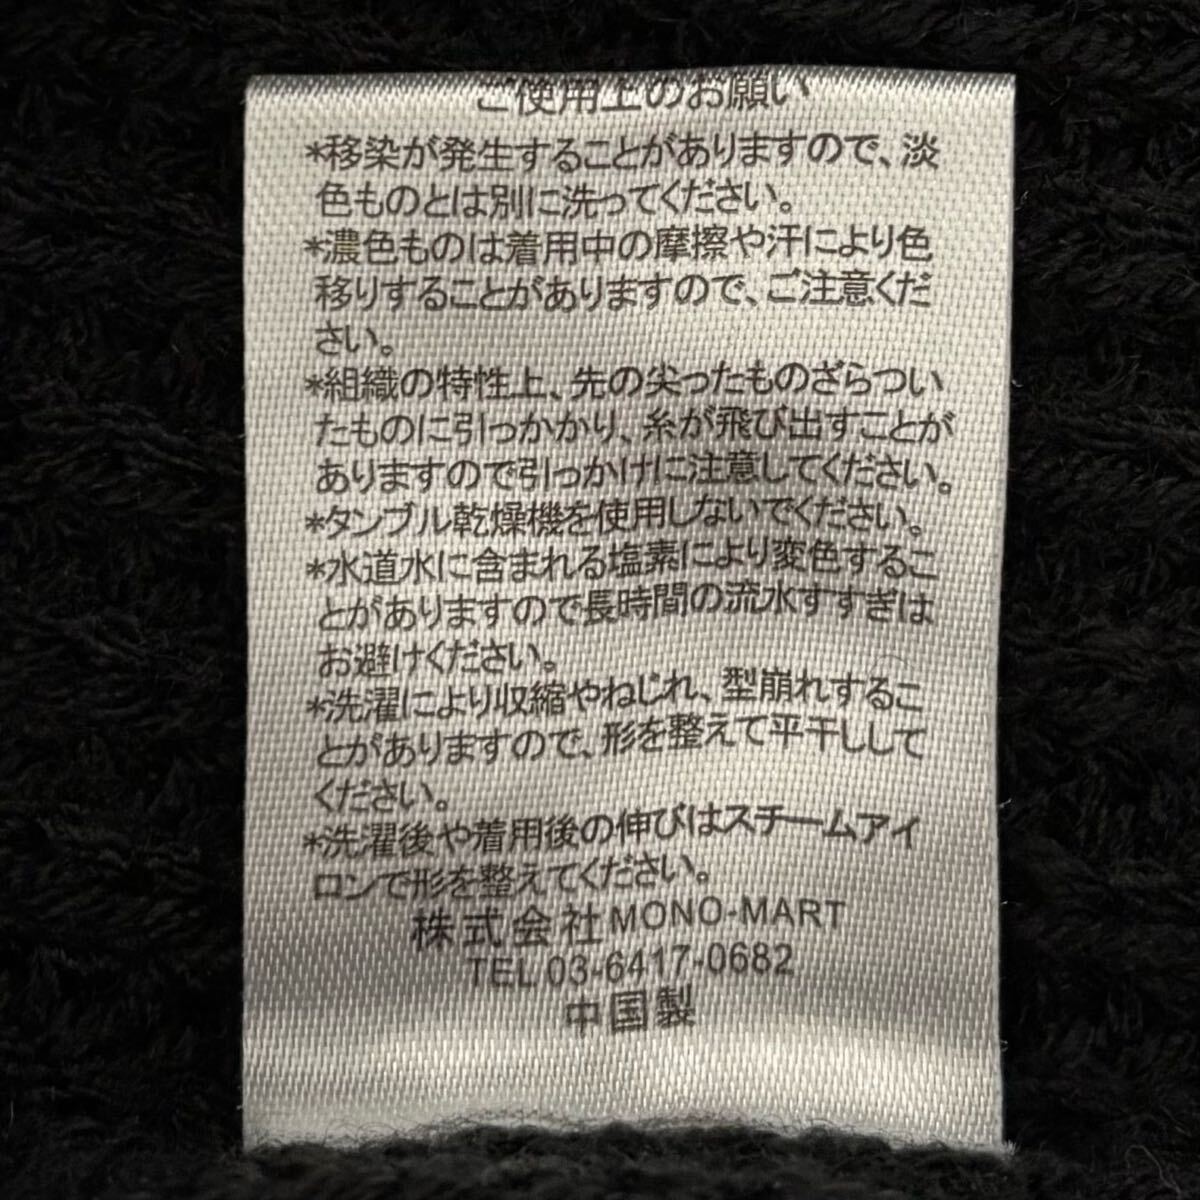 ご使用上のお願い
*移染が発生することがありますので、淡
色ものとは別に洗ってください。
*濃色ものは着用中の摩擦や汗により色
移りすることがありますので、ご注意くだ
さい。
*組織の特性上、先の尖ったものざらつい
たものに引っかかり、糸が飛び出すことが
ありますので引っかけに注意してください。
*タンブル乾燥機を使用しないでください。
*水道水に含まれる塩素により変色するこ
とがありますので長時間の流水すすぎは
お避けください。
*洗濯により収縮やねじれ、型崩れするこ
とがありますので、形を整えて平干しして
ください。
*洗濯後や着用後の伸びはスチームアイ
ロンで形を整えてください。
株式会社MONO-MART
TEL 03-6417-0682
中国製